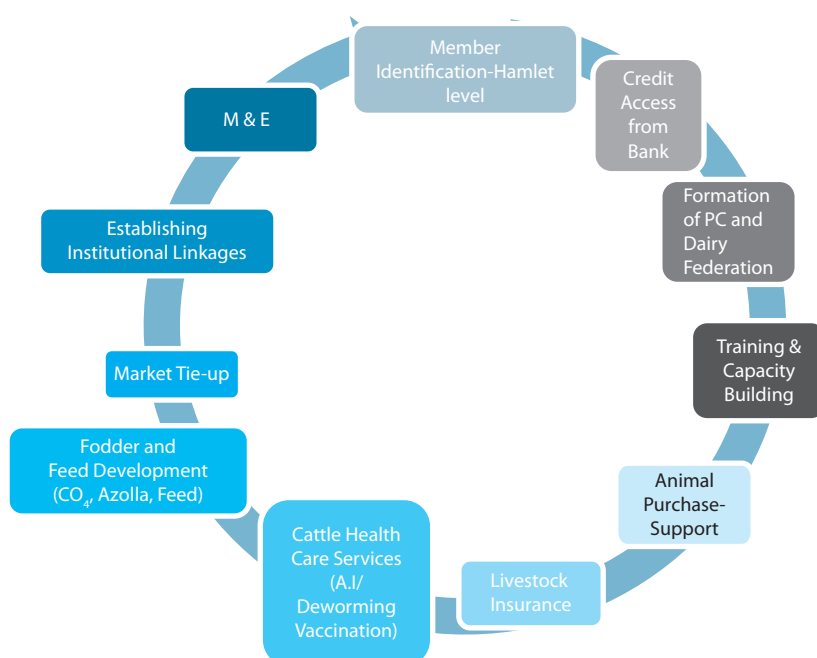 Member
Identification-Hamlet
level
Credit
Access
from
Bank
Formation
of PC and
Dairy
Federation
Training &
Capacity
Building
Animal
Purchase-
Support
Livestock
Insurance
Cattle Health
Care Services
(A.I/
Deworming
Vaccination)
Fodder and
Feed Development
(CO₄, Azolla, Feed)
Market Tie-up
Establishing
Institutional Linkages
M & E